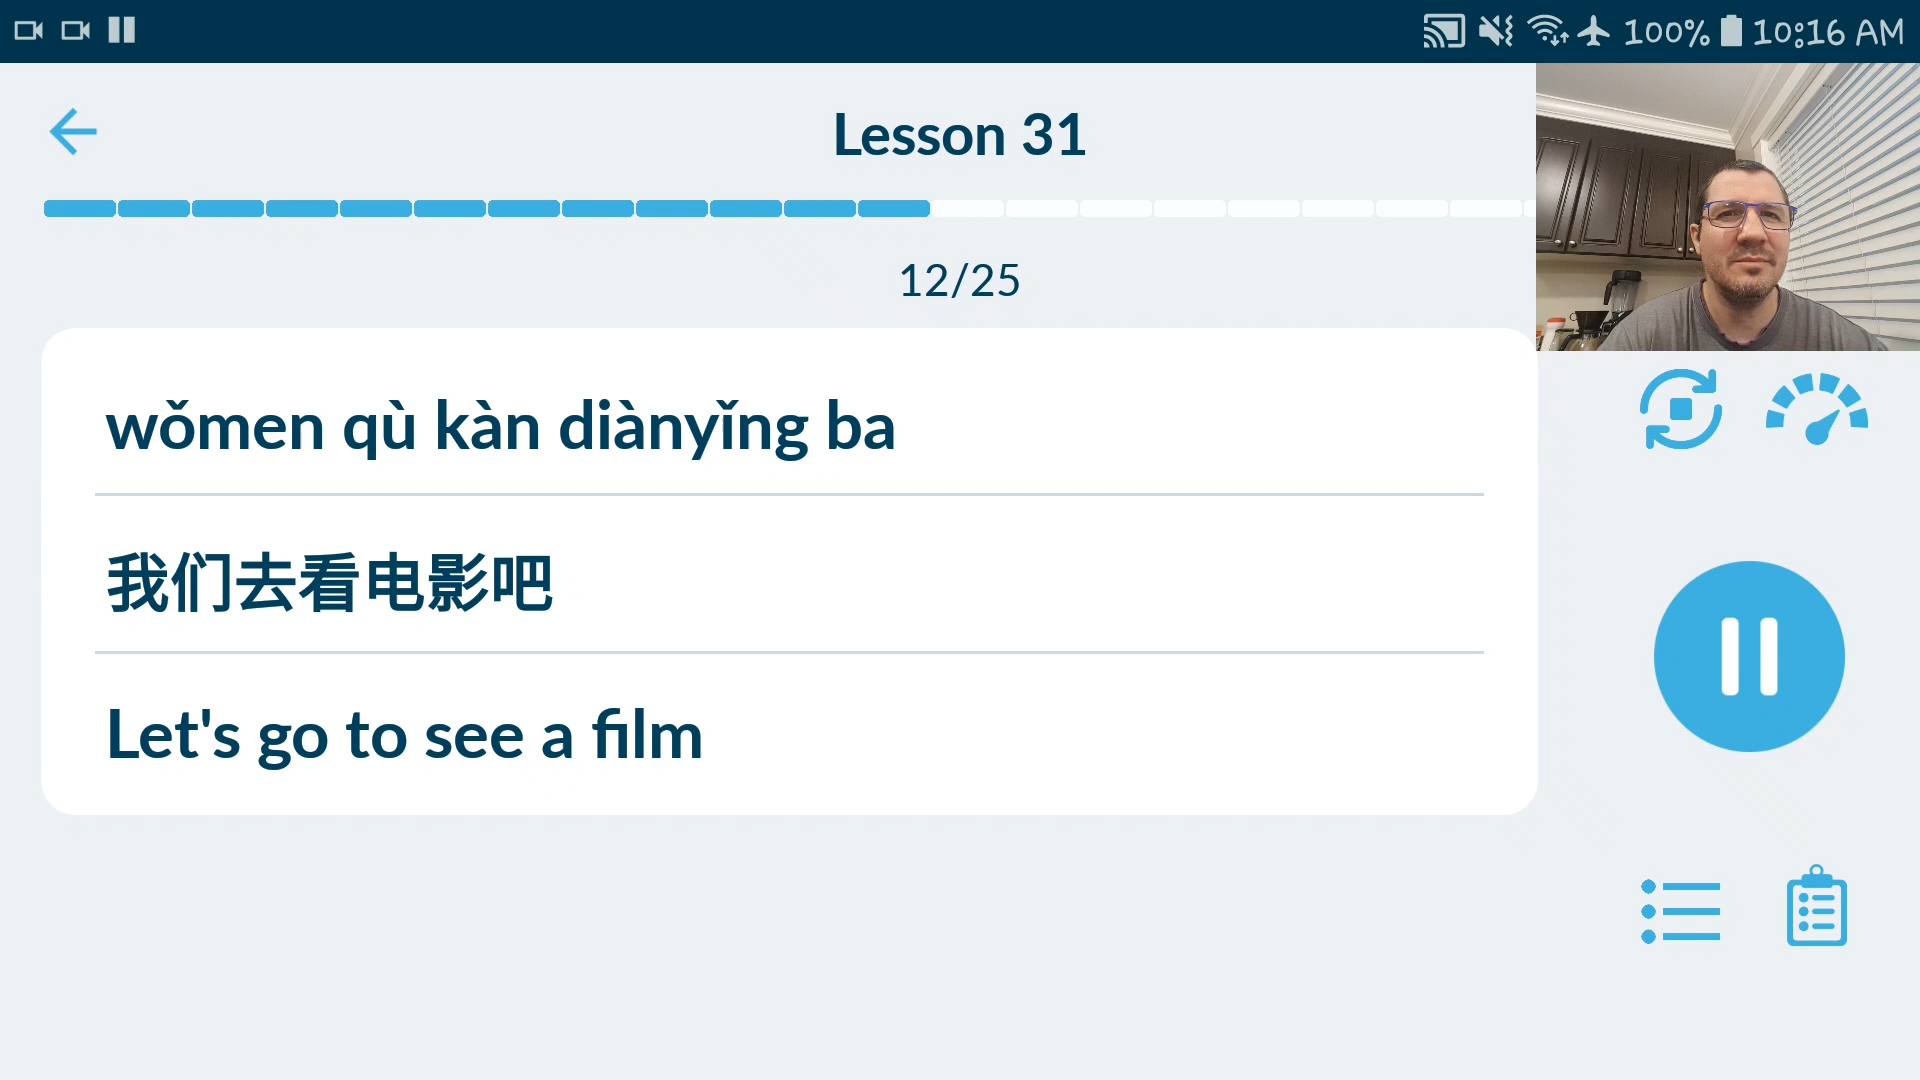 100% 10:16 AM
Lesson 31
12/25
wǒmen qù kàn diànyǐng ba
我们去看电影吧
Let's go to see a film